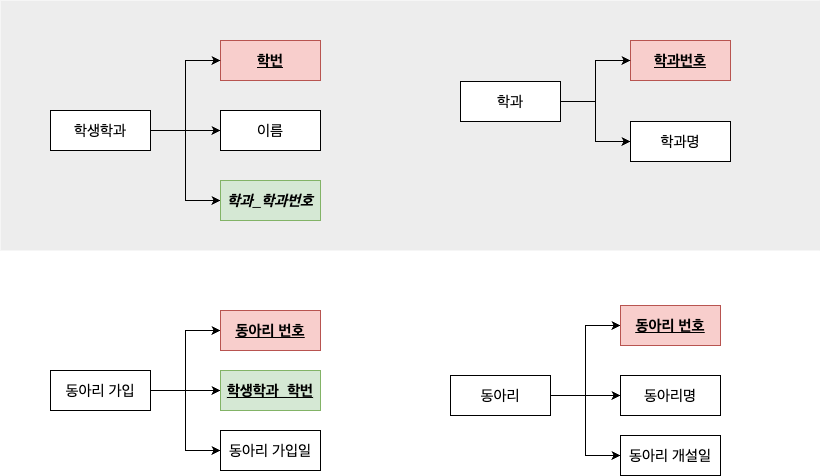 학생학과
학번
이름
학과_학과번호
학과
학과번호
학과명
동아리 가입
동아리 번호
학생학과_학번
동아리 가입일
동아리
동아리 번호
동아리명
동아리 개설일